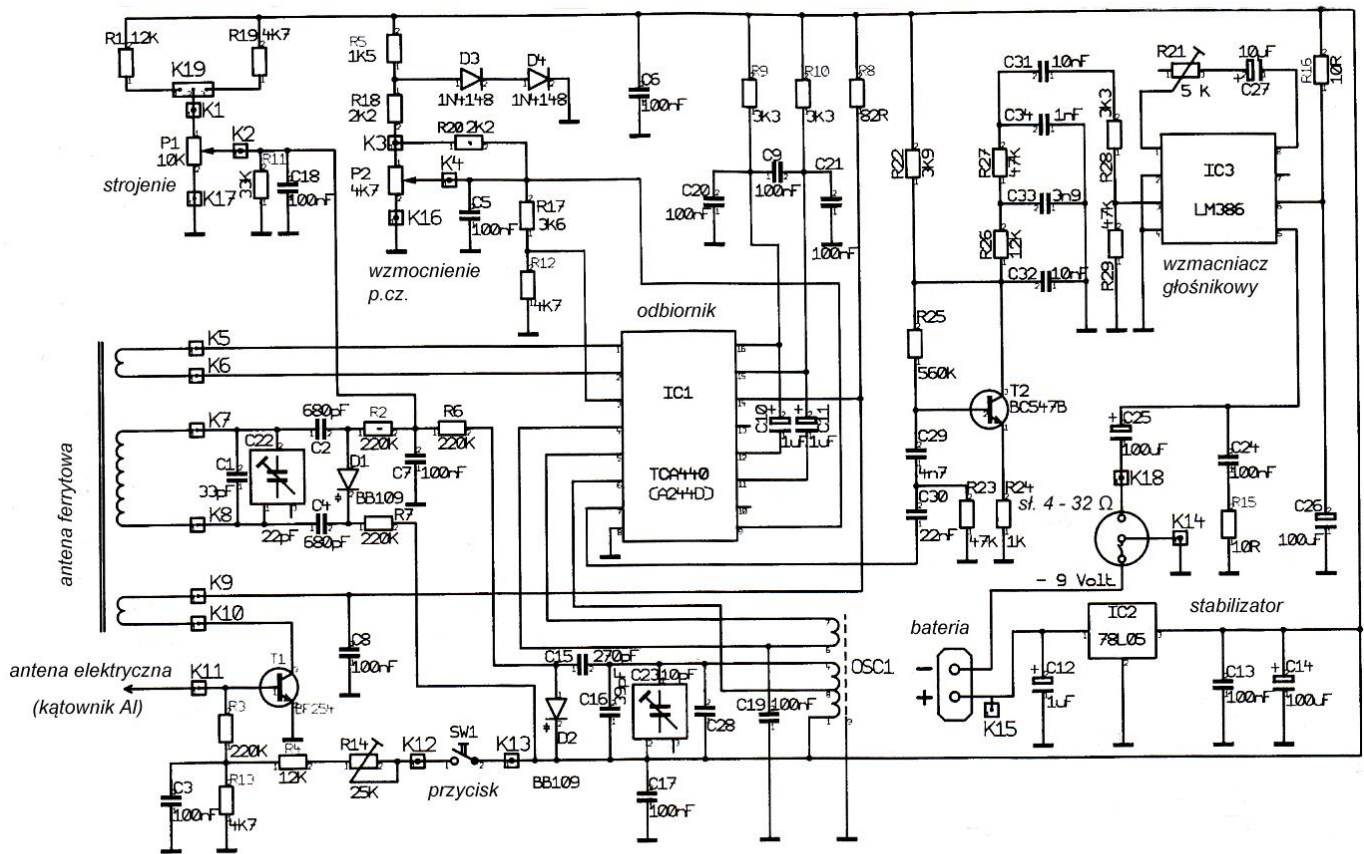 R1 12K
R19 4K7
K19
K1
P1
10K
K2
strojenie
K17
R11
33K
C18
100nF
R5
1K5
D3
1N4148
D4
1N4148
R18
2K2
R20 2K2
K3
P2
4K7
K4
K16
C5
100nF
R17
3K6
R12
4K7
wzmocnienie
p.cz.
C6
100nF
R9
3K3
R10
3K3
R8
82R
C9
100nF
C20
100nF
C21
100nF
R22
3K9
C31
10nF
C34
1nF
R27
47K
C33
3n9
R26
12K
C32
10nF
3K3
R28
47K
R29
R21
5 K
10uF
C27
R16
10R
IC3
LM386
wzmacniacz
głośnikowy
odbiornik
IC1
TCA440
(A244D)
K5
K6
K7
680pF
C2
R2
220K
R6
220K
C22
C1
33pF
D1
BB109
C7
100nF
K8
22pF
C4
680pF
R7
220K
antena ferrytowa
C10
1uF
C11
1uF
R25
560K
T2
BC547B
C29
4n7
C30
22nF
R23
47K
R24
1K
sł. 4 - 32 Ω
C25
100uF
K18
K14
C24
100nF
R15
10R
C26
100uF
- 9 Volt
K9
K10
C8
100nF
antena elektryczna
(kątownik Al)
K11
T1
BF254
R3
220K
R4
12K
R14
25K
K12
SW1
K13
przycisk
C3
100nF
R13
4K7
C15
270pF
D2
BB109
C16
39pF
C23
10pF
C28
C19
100nF
C17
100nF
OSC1
bateria
-
+
K15
C12
1uF
IC2
78L05
stabilizator
C13
100nF
C14
100uF